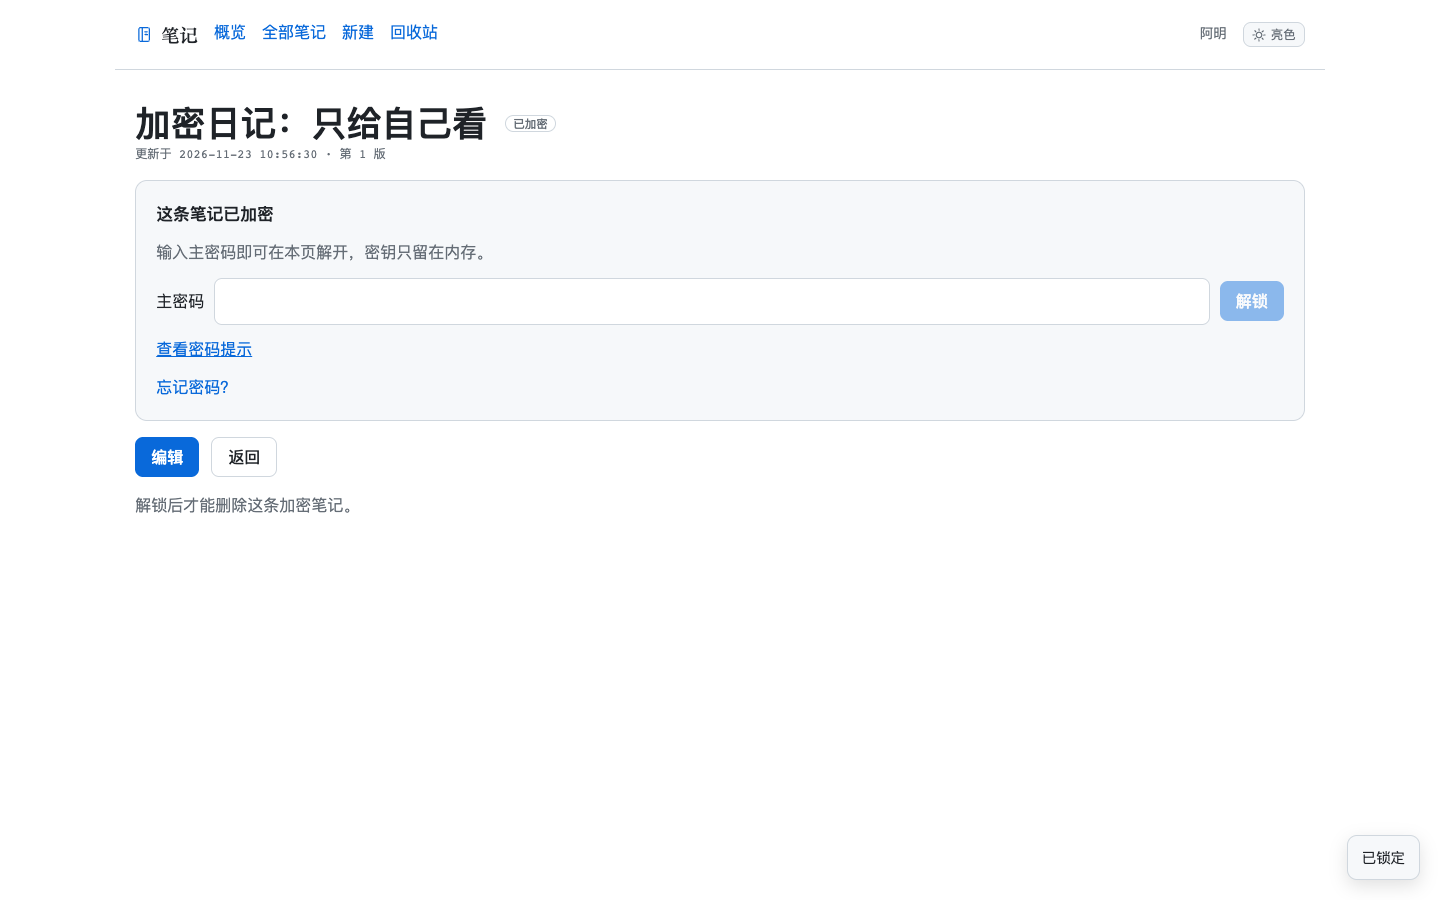 笔记 概览 全部笔记 新建 回收站 阿明 亮色
加密日记：只给自己看 已加密
更新于 2026-11-23 10:56:30 · 第 1 版
这条笔记已加密
输入主密码即可在本页解开，密钥只留在内存。
主密码 解锁
查看密码提示
忘记密码？
编辑 返回
解锁后才能删除这条加密笔记。
已锁定